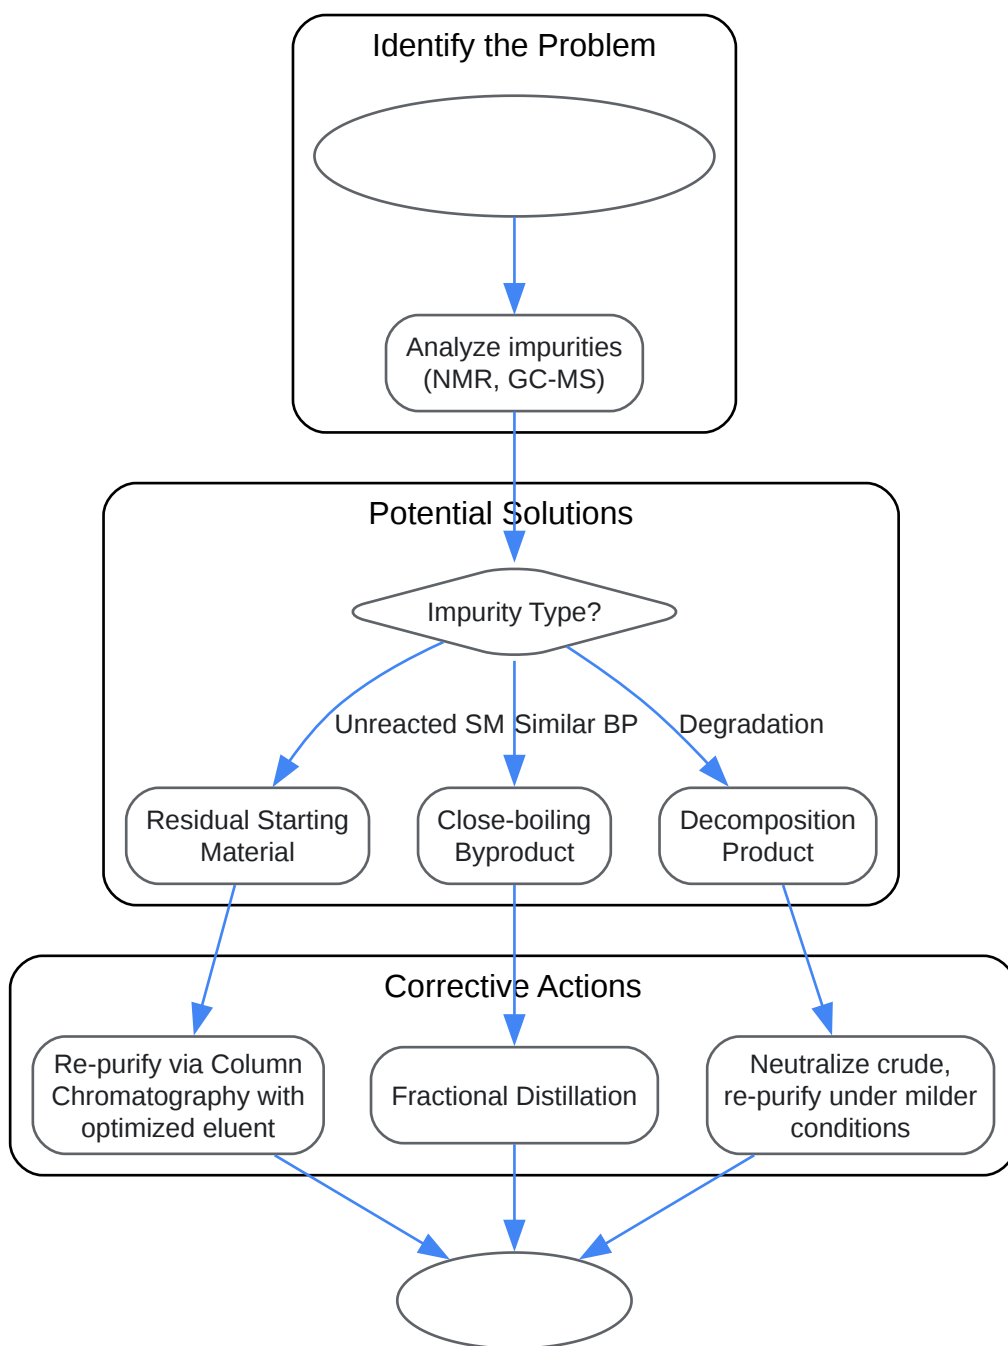 Identify the Problem
Analyze impurities
(NMR, GC-MS)
Potential Solutions
Impurity Type?
Unreacted SM
Similar BP
Degradation
Residual Starting
Material
Close-boiling
Byproduct
Decomposition
Product
Corrective Actions
Re-purify via Column
Chromatography with
optimized eluent
Fractional Distillation
Neutralize crude,
re-purify under milder
conditions